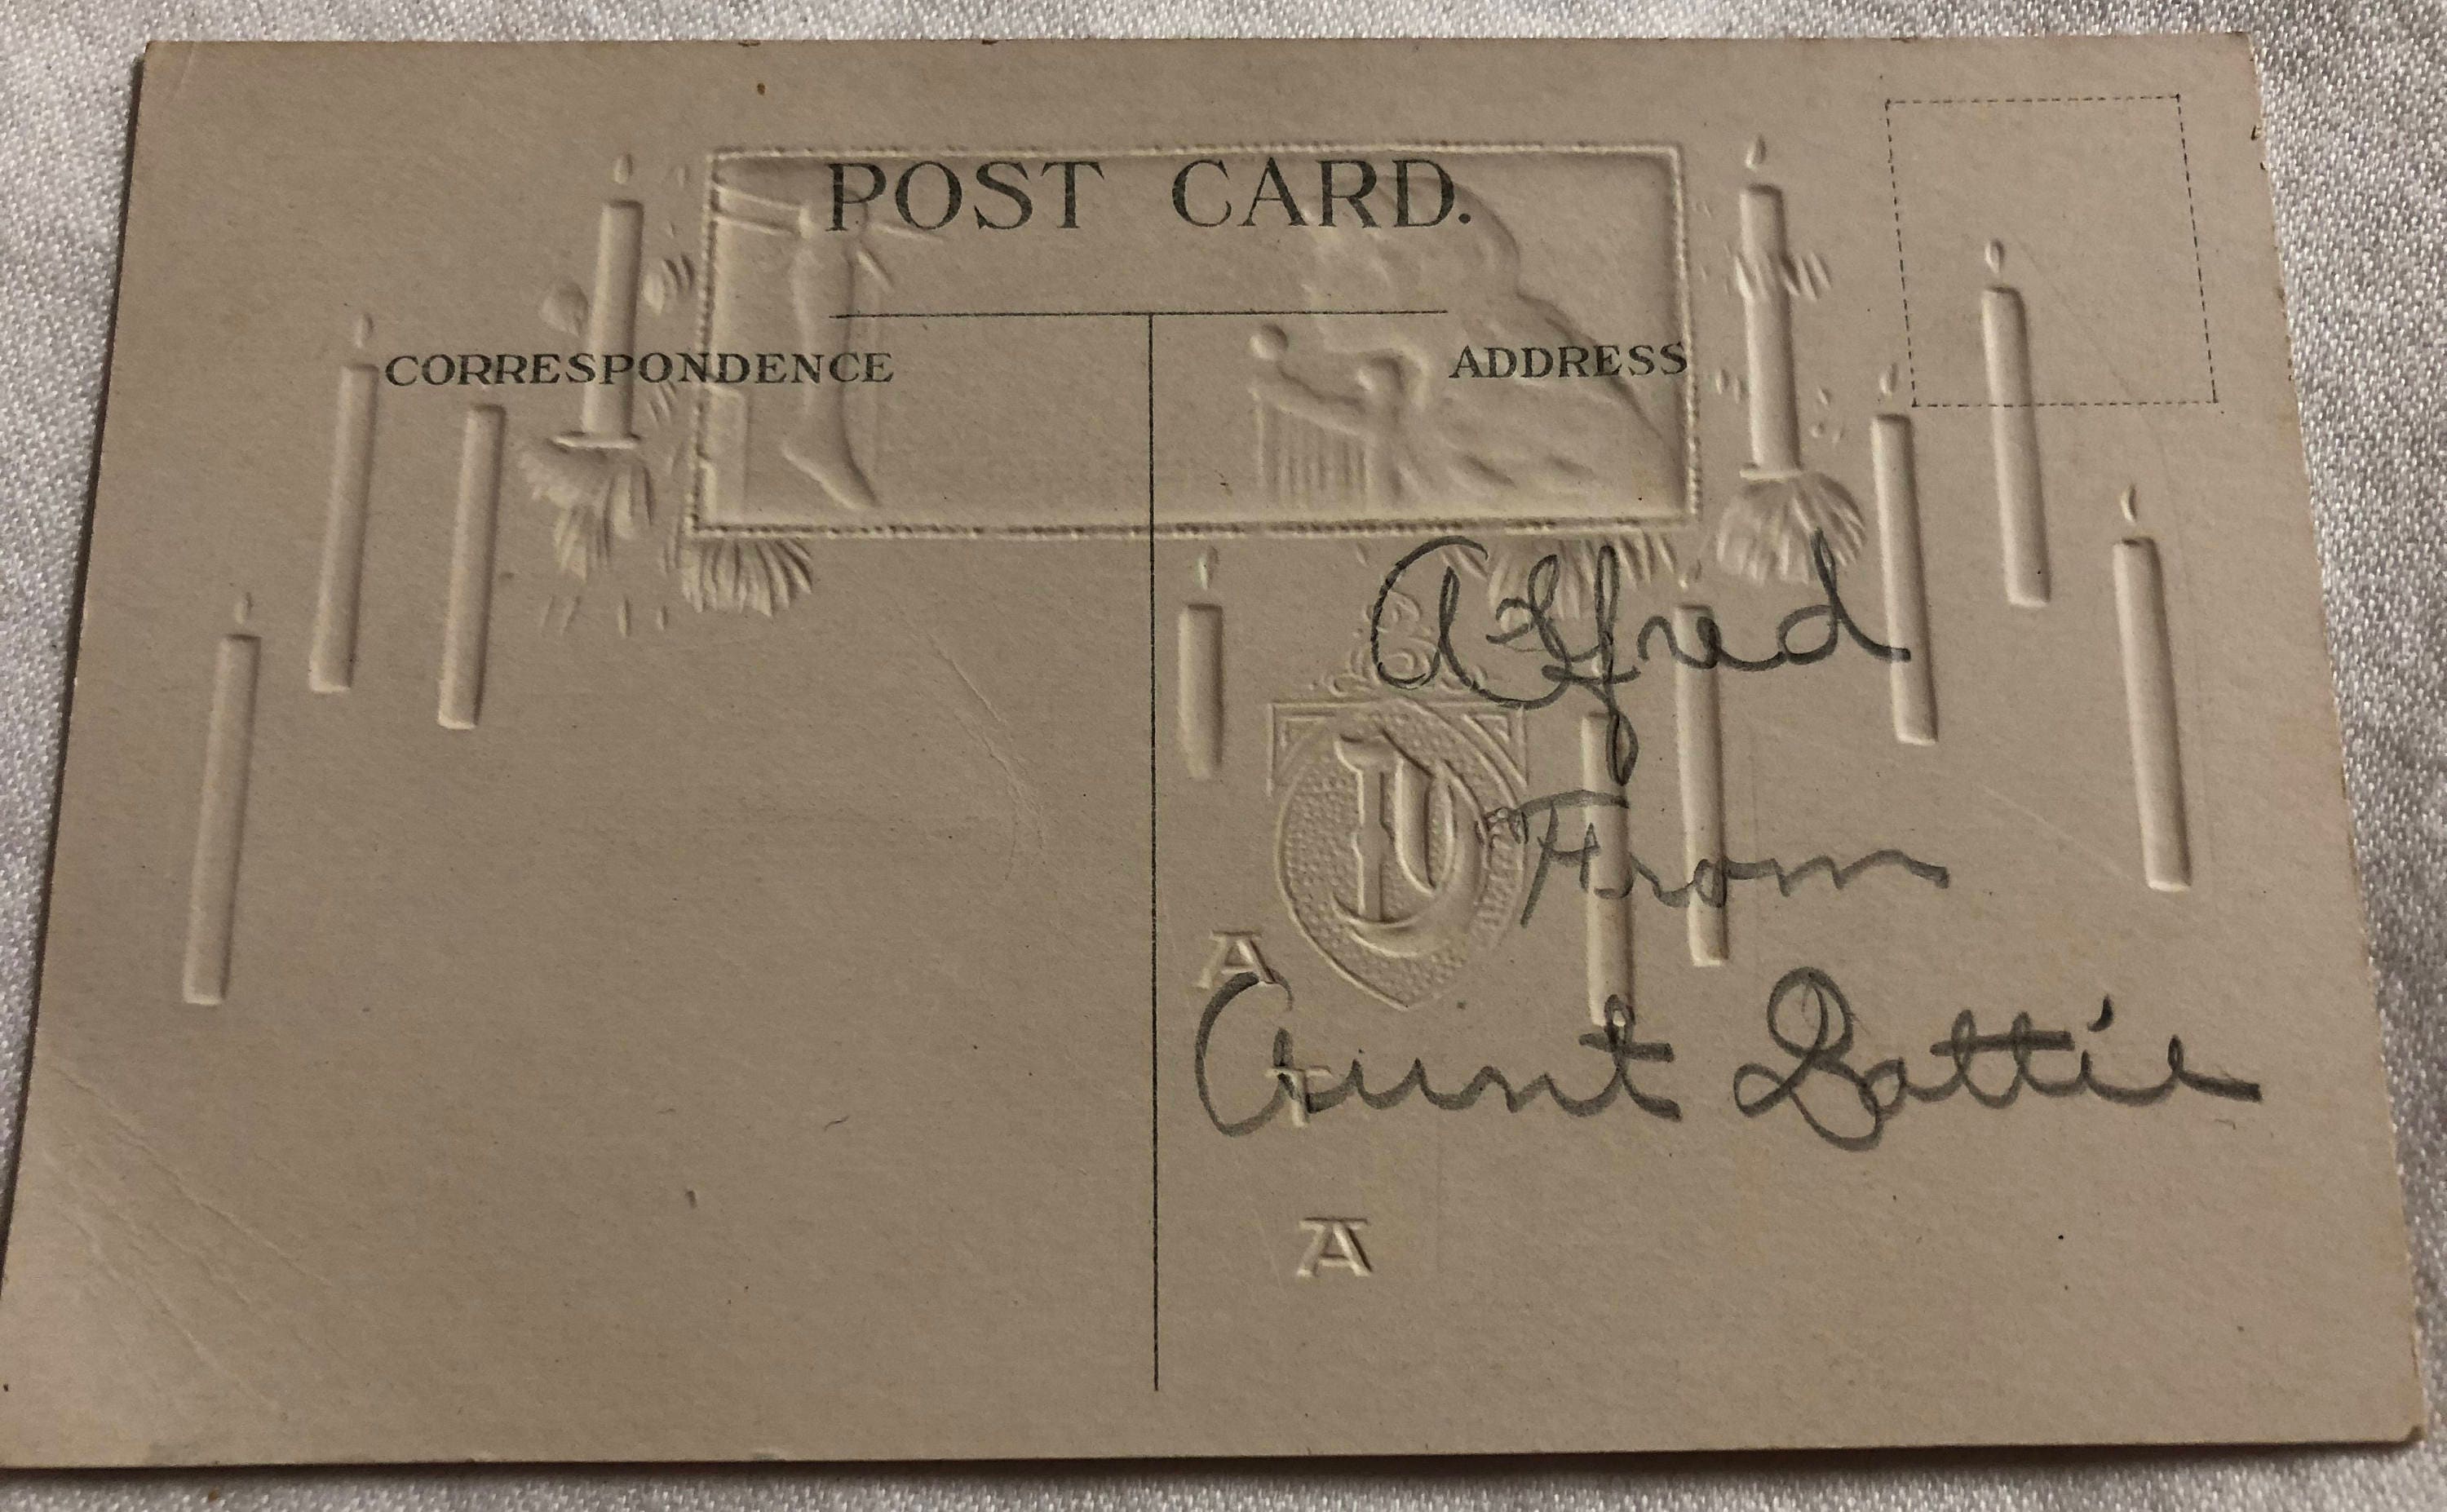 POST CARD.
CORRESPONDENCE
ADDRESS
Alfred
From
Aunt Lottie
A
T
A